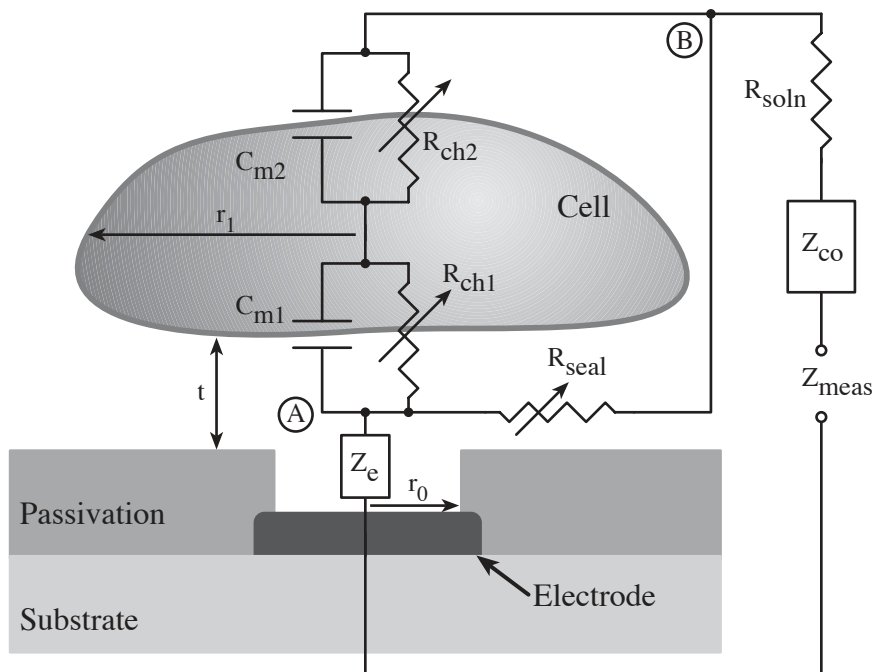 B
R_soln
R_ch2
C_m2
Cell
r_1
Z_co
R_ch1
C_m1
R_seal
Z_meas
t
A
Z_e
r_0
Passivation
Electrode
Substrate